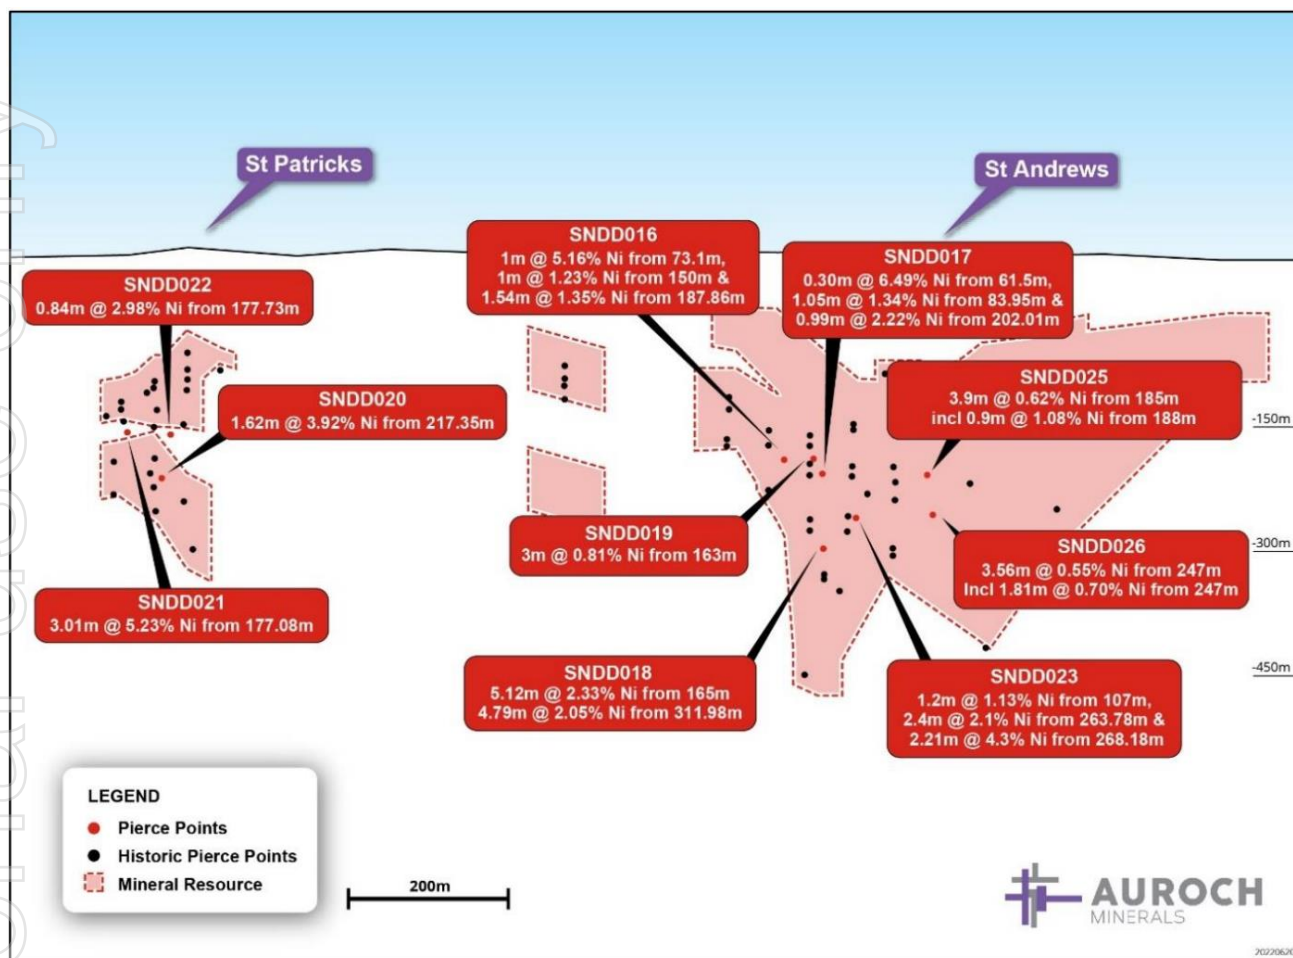 St Patricks
St Andrews
SNDD016
1m @ 5.16% Ni from 73.1m,
1m @ 1.23% Ni from 150m &
1.54m @ 1.35% Ni from 187.86m
SNDD017
0.30m @ 6.49% Ni from 61.5m,
1.05m @ 1.34% Ni from 83.95m &
0.99m @ 2.22% Ni from 202.01m
SNDD022
0.84m @ 2.98% Ni from 177.73m
SNDD020
1.62m @ 3.92% Ni from 217.35m
SNDD025
3.9m @ 0.62% Ni from 185m
incl 0.9m @ 1.08% Ni from 188m
-150m
SNDD019
3m @ 0.81% Ni from 163m
SNDD026
3.56m @ 0.55% Ni from 247m
Incl 1.81m @ 0.70% Ni from 247m
-300m
SNDD021
3.01m @ 5.23% Ni from 177.08m
SNDD018
5.12m @ 2.33% Ni from 165m
4.79m @ 2.05% Ni from 311.98m
SNDD023
1.2m @ 1.13% Ni from 107m,
2.4m @ 2.1% Ni from 263.78m &
2.21m @ 4.3% Ni from 268.18m
-450m
LEGEND
Pierce Points
Historic Pierce Points
Mineral Resource
200m
AUROCH
MINERALS
20220620